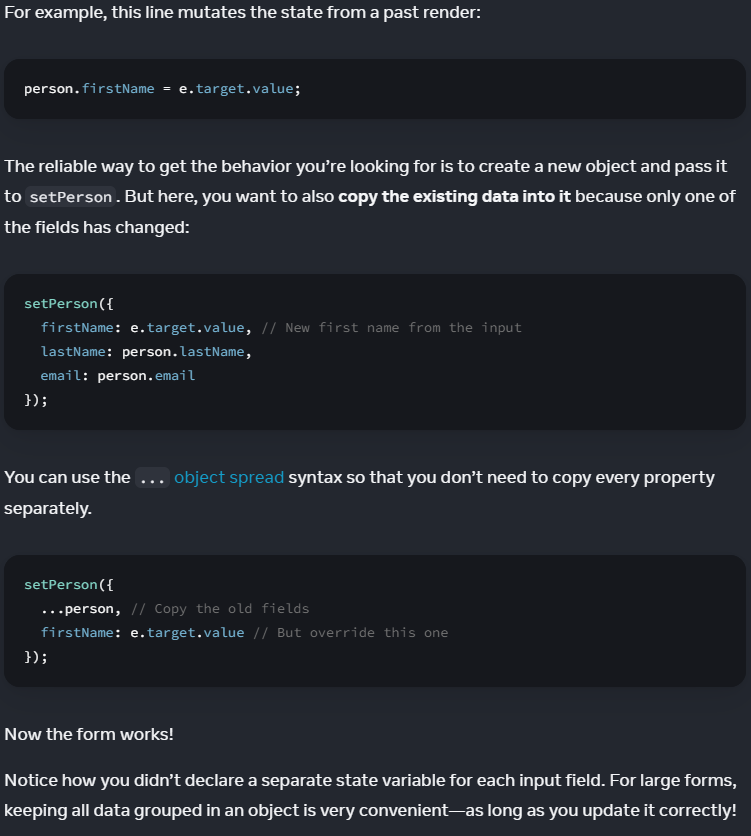 For example, this line mutates the state from a past render:
person.firstName = e.target.value;
The reliable way to get the behavior you’re looking for is to create a new object and pass it
to setPerson. But here, you want to also copy the existing data into it because only one of
the fields has changed:
setPerson({
  firstName: e.target.value, // New first name from the input
  lastName: person.lastName,
  email: person.email
});
You can use the ... object spread syntax so that you don’t need to copy every property
separately.
setPerson({
  ...person, // Copy the old fields
  firstName: e.target.value // But override this one
});
Now the form works!
Notice how you didn’t declare a separate state variable for each input field. For large forms,
keeping all data grouped in an object is very convenient—as long as you update it correctly!